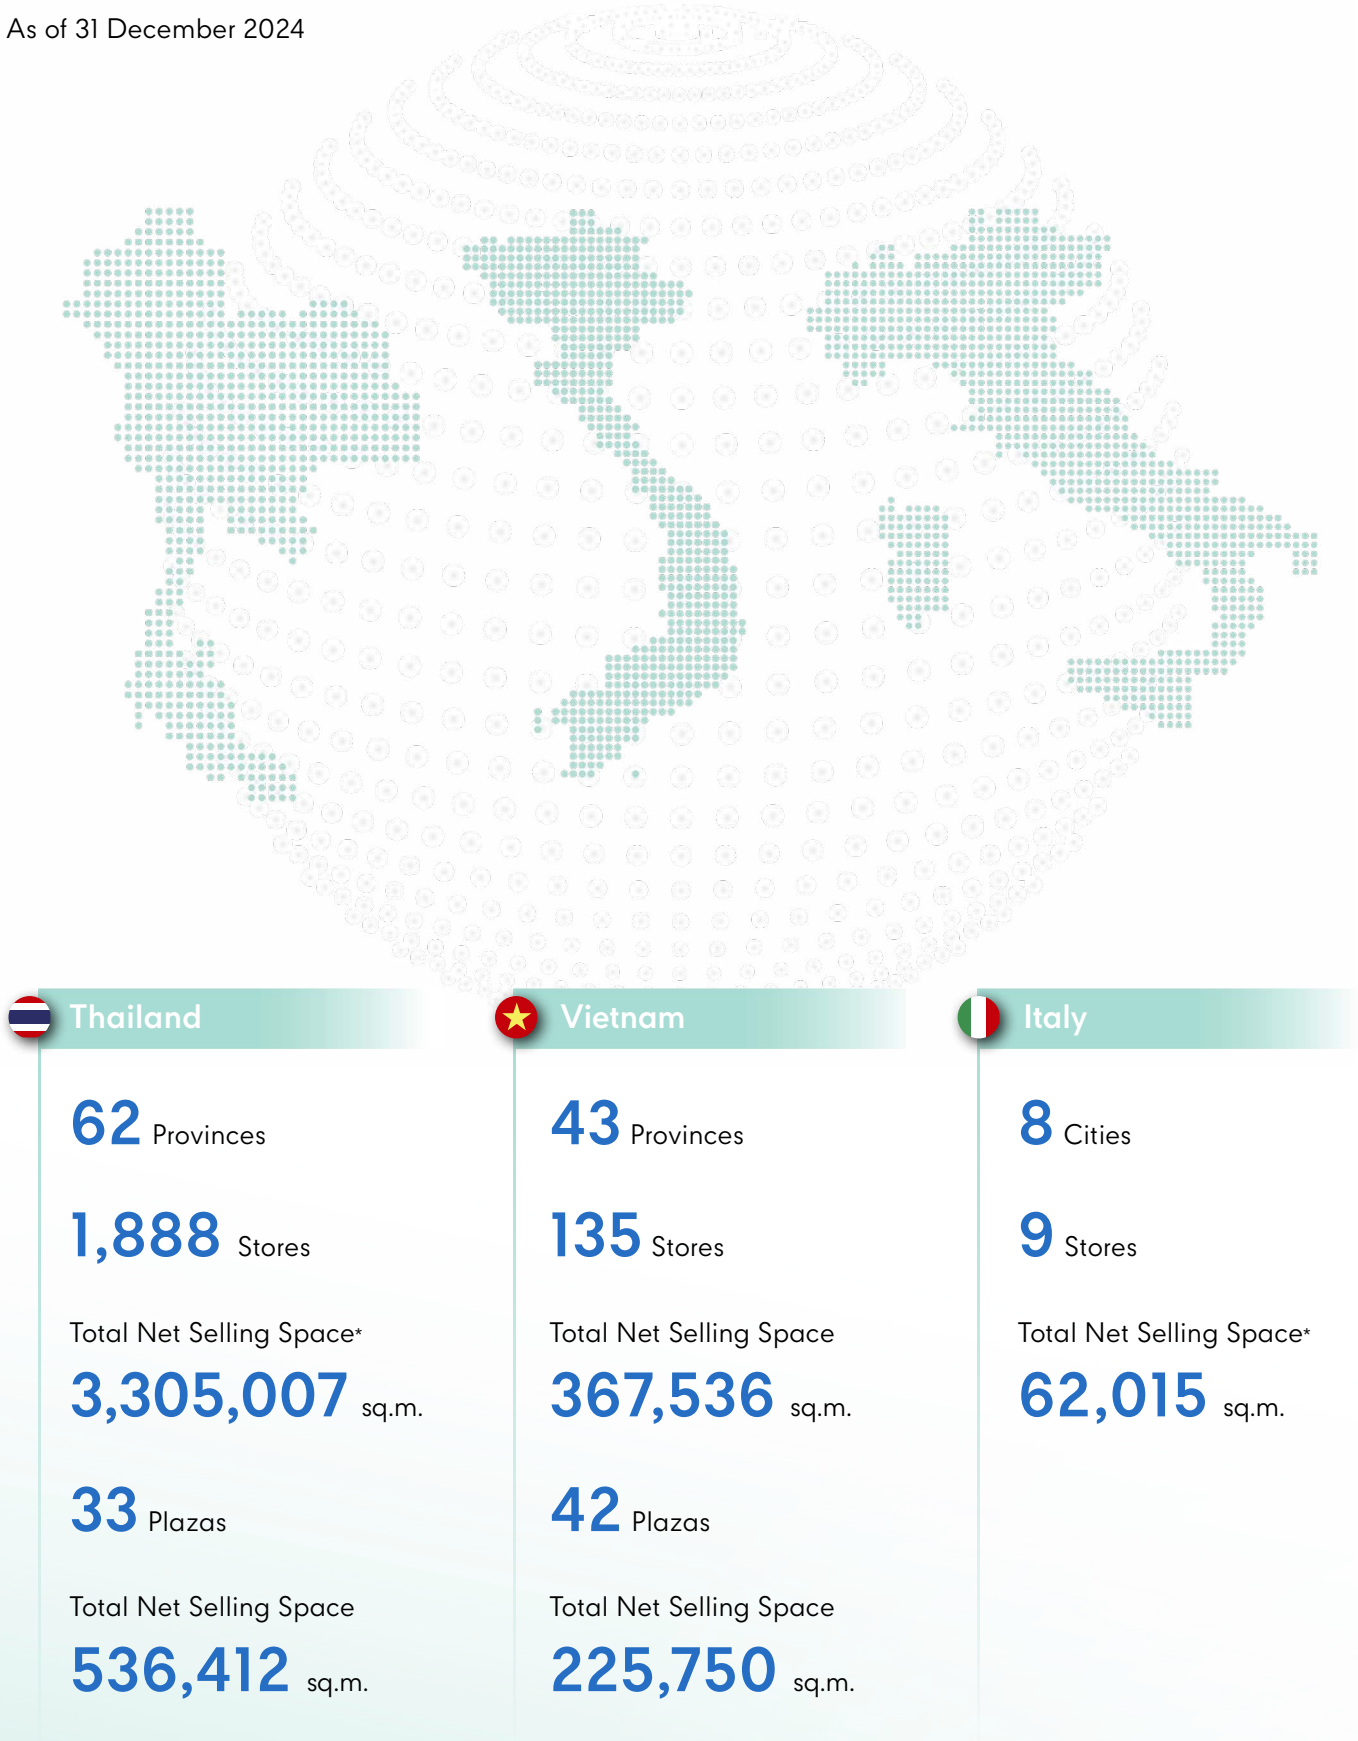 As of 31 December 2024
Thailand
62 Provinces
1,888 Stores
Total Net Selling Space*
3,305,007 sq.m.
33 Plazas
Total Net Selling Space
536,412 sq.m.
Vietnam
43 Provinces
135 Stores
Total Net Selling Space
367,536 sq.m.
42 Plazas
Total Net Selling Space
225,750 sq.m.
Italy
8 Cities
9 Stores
Total Net Selling Space*
62,015 sq.m.